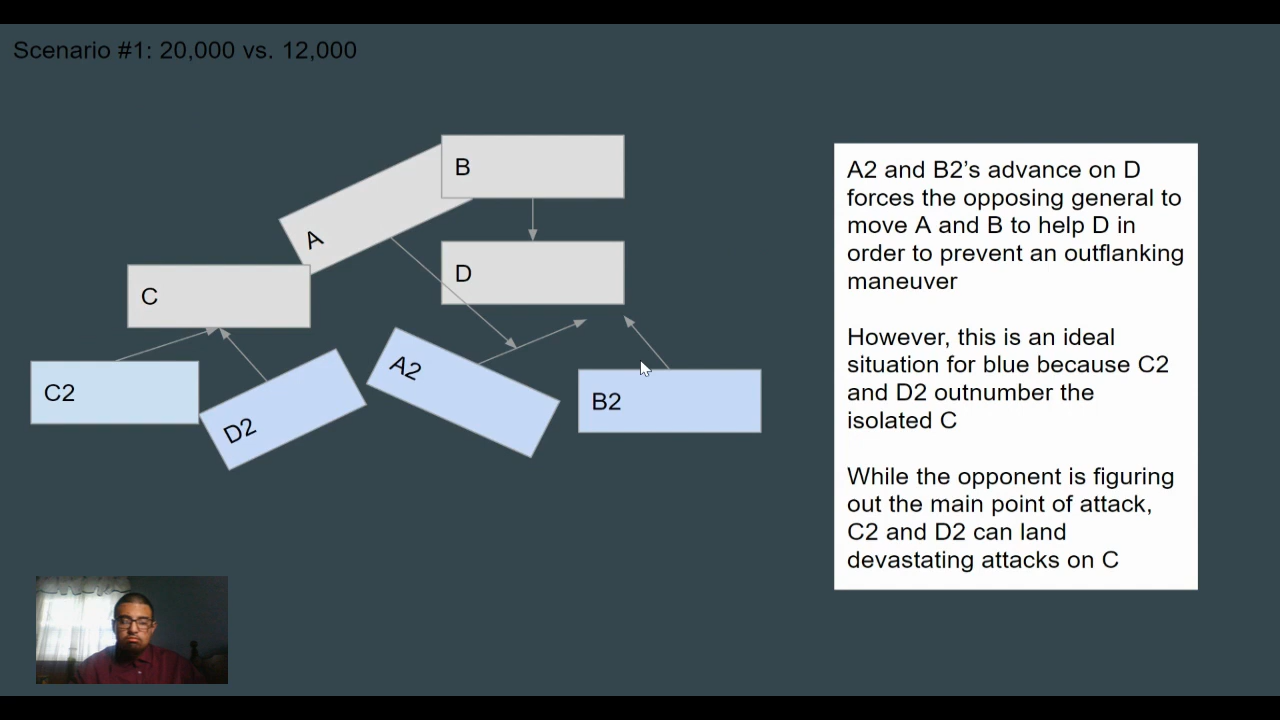 Scenario #1: 20,000 vs. 12,000
B
A
D
C
A2
C2
B2
D2
A2 and B2’s advance on D
forces the opposing general to
move A and B to help D in
order to prevent an outflanking
maneuver
However, this is an ideal
situation for blue because C2
and D2 outnumber the
isolated C
While the opponent is figuring
out the main point of attack,
C2 and D2 can land
devastating attacks on C